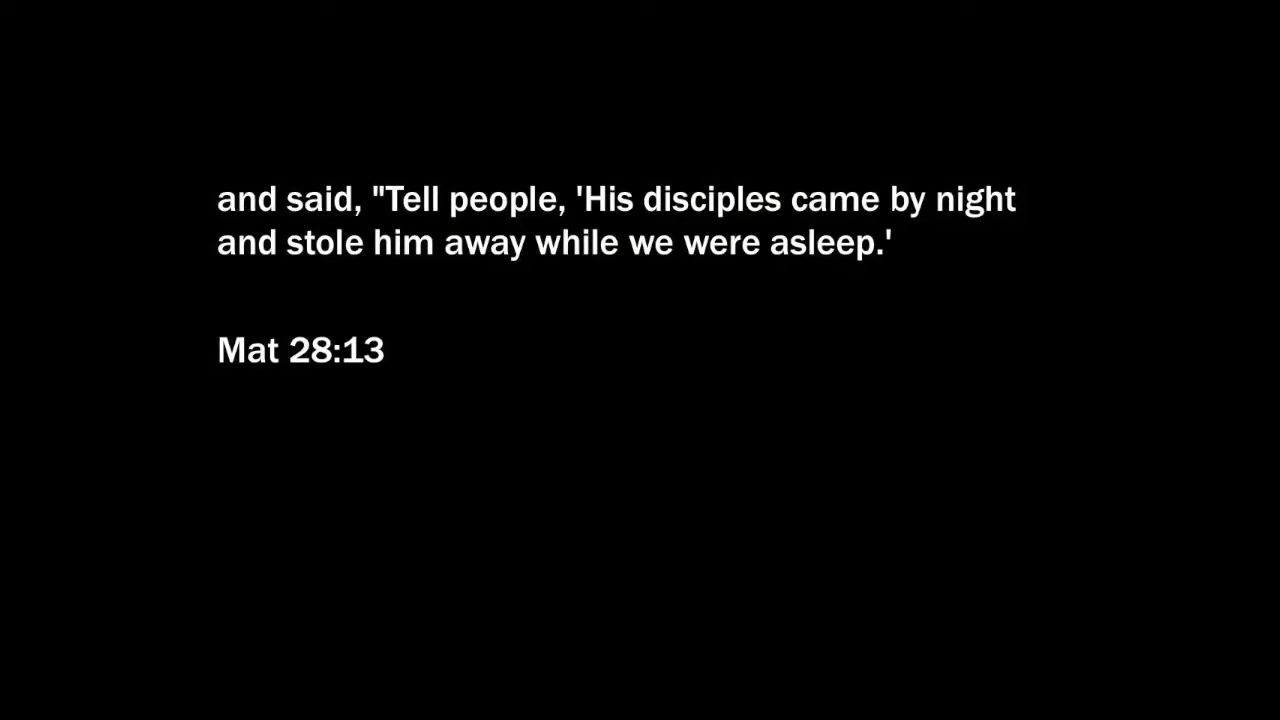 and said, "Tell people, 'His disciples came by night
and stole him away while we were asleep.'
Mat 28:13